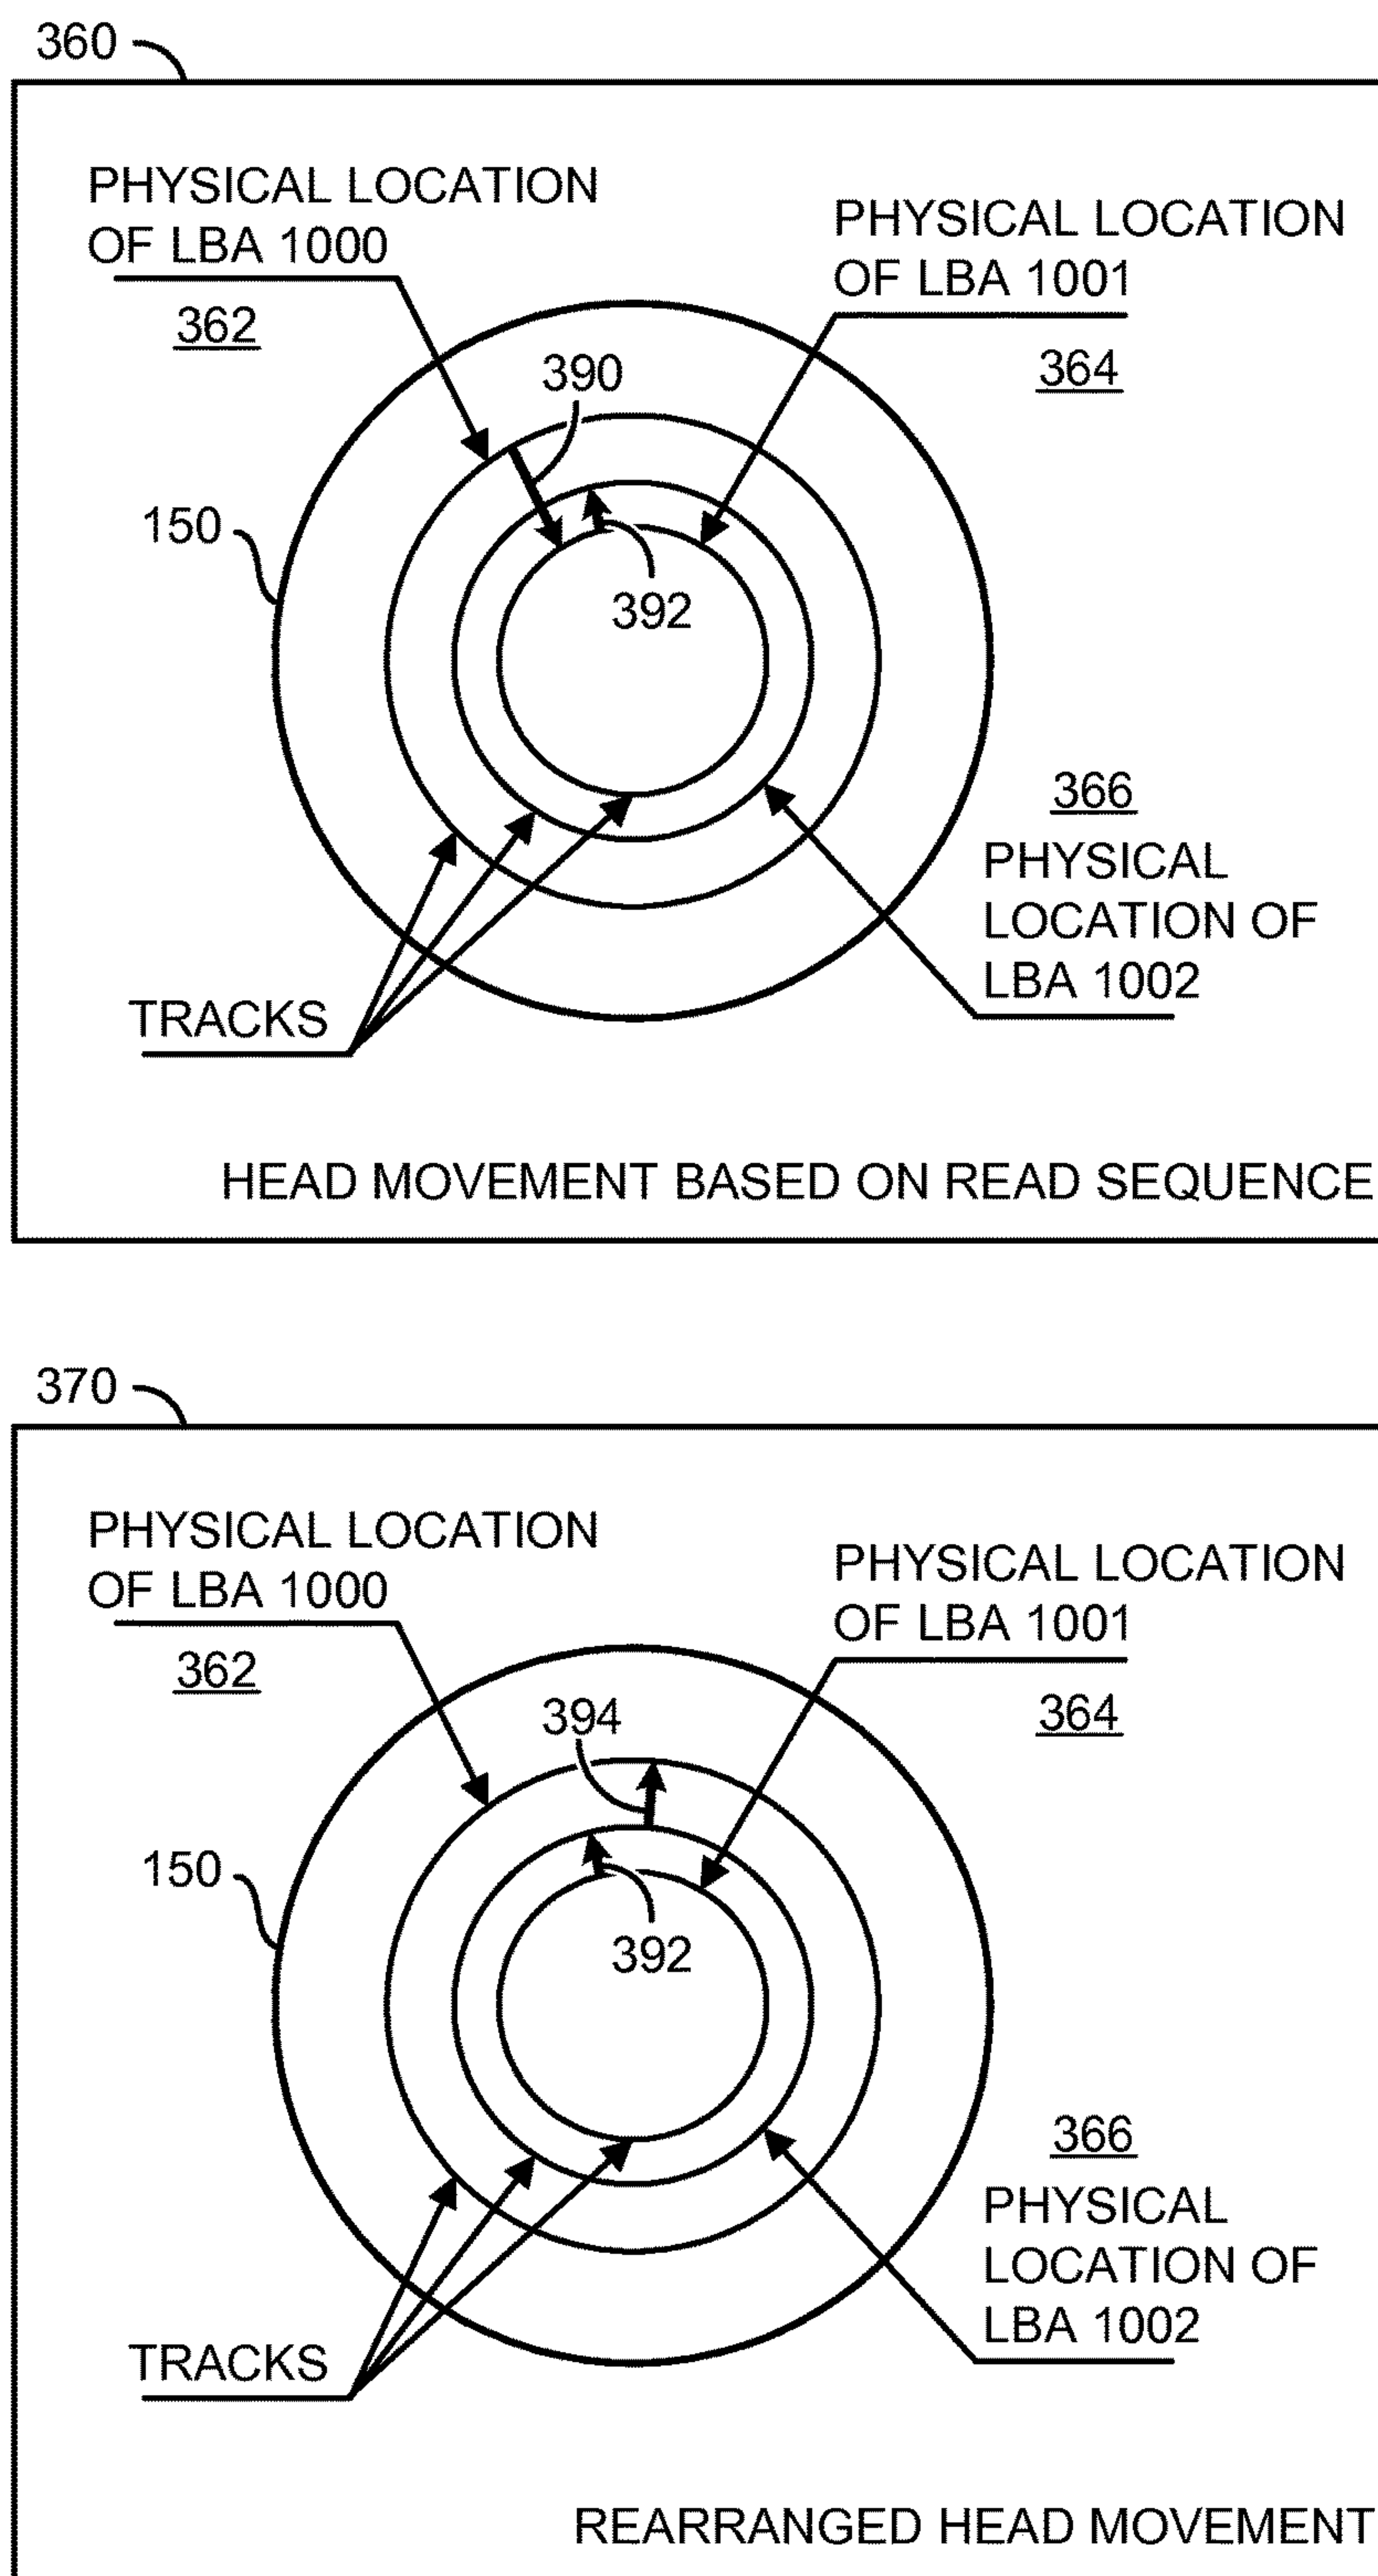 360
PHYSICAL LOCATION
OF LBA 1000
362
PHYSICAL LOCATION
OF LBA 1001
364
390
150
392
366
PHYSICAL
LOCATION OF
LBA 1002
TRACKS
HEAD MOVEMENT BASED ON READ SEQUENCE
370
PHYSICAL LOCATION
OF LBA 1000
362
PHYSICAL LOCATION
OF LBA 1001
364
394
150
392
366
PHYSICAL
LOCATION OF
LBA 1002
TRACKS
REARRANGED HEAD MOVEMENT